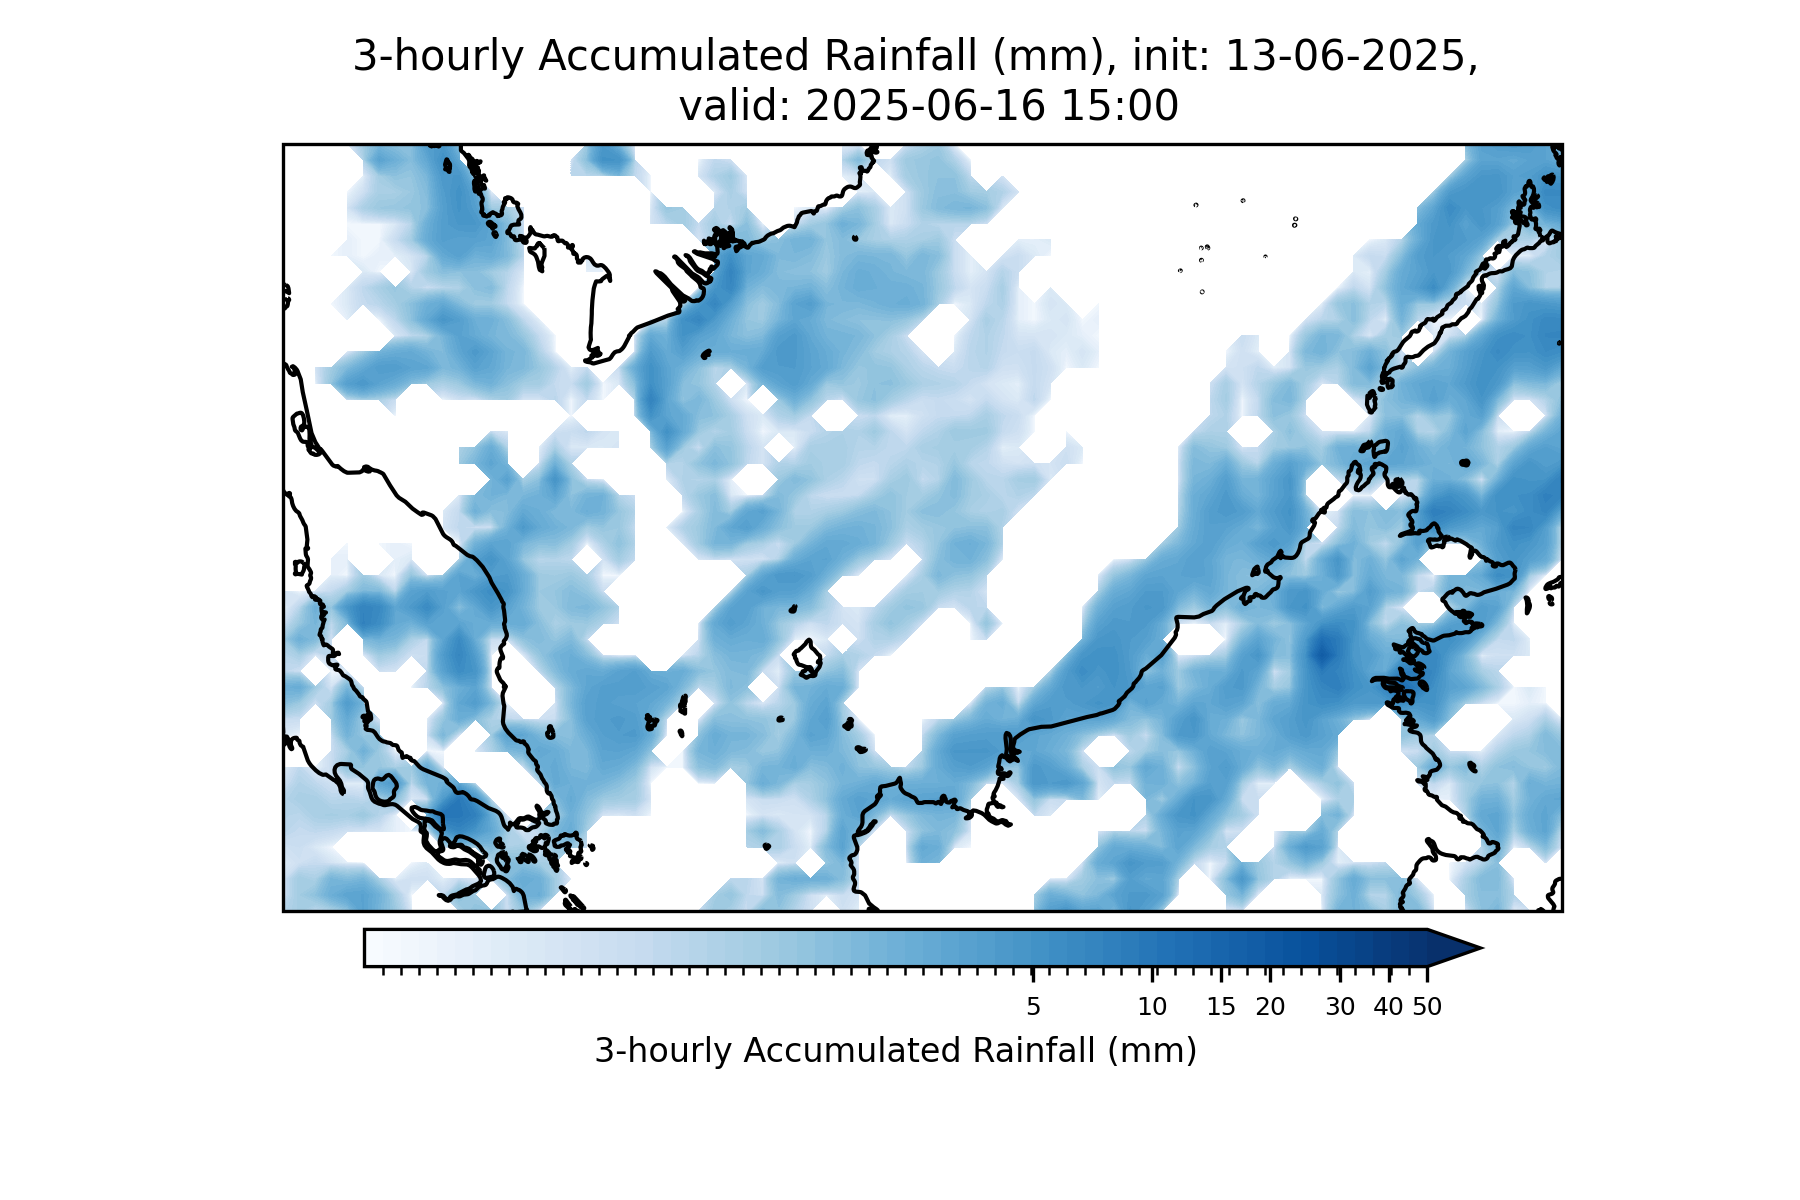 3-hourly Accumulated Rainfall (mm), init: 13-06-2025,
valid: 2025-06-16 15:00
5 10 15 20 30 40 50
3-hourly Accumulated Rainfall (mm)